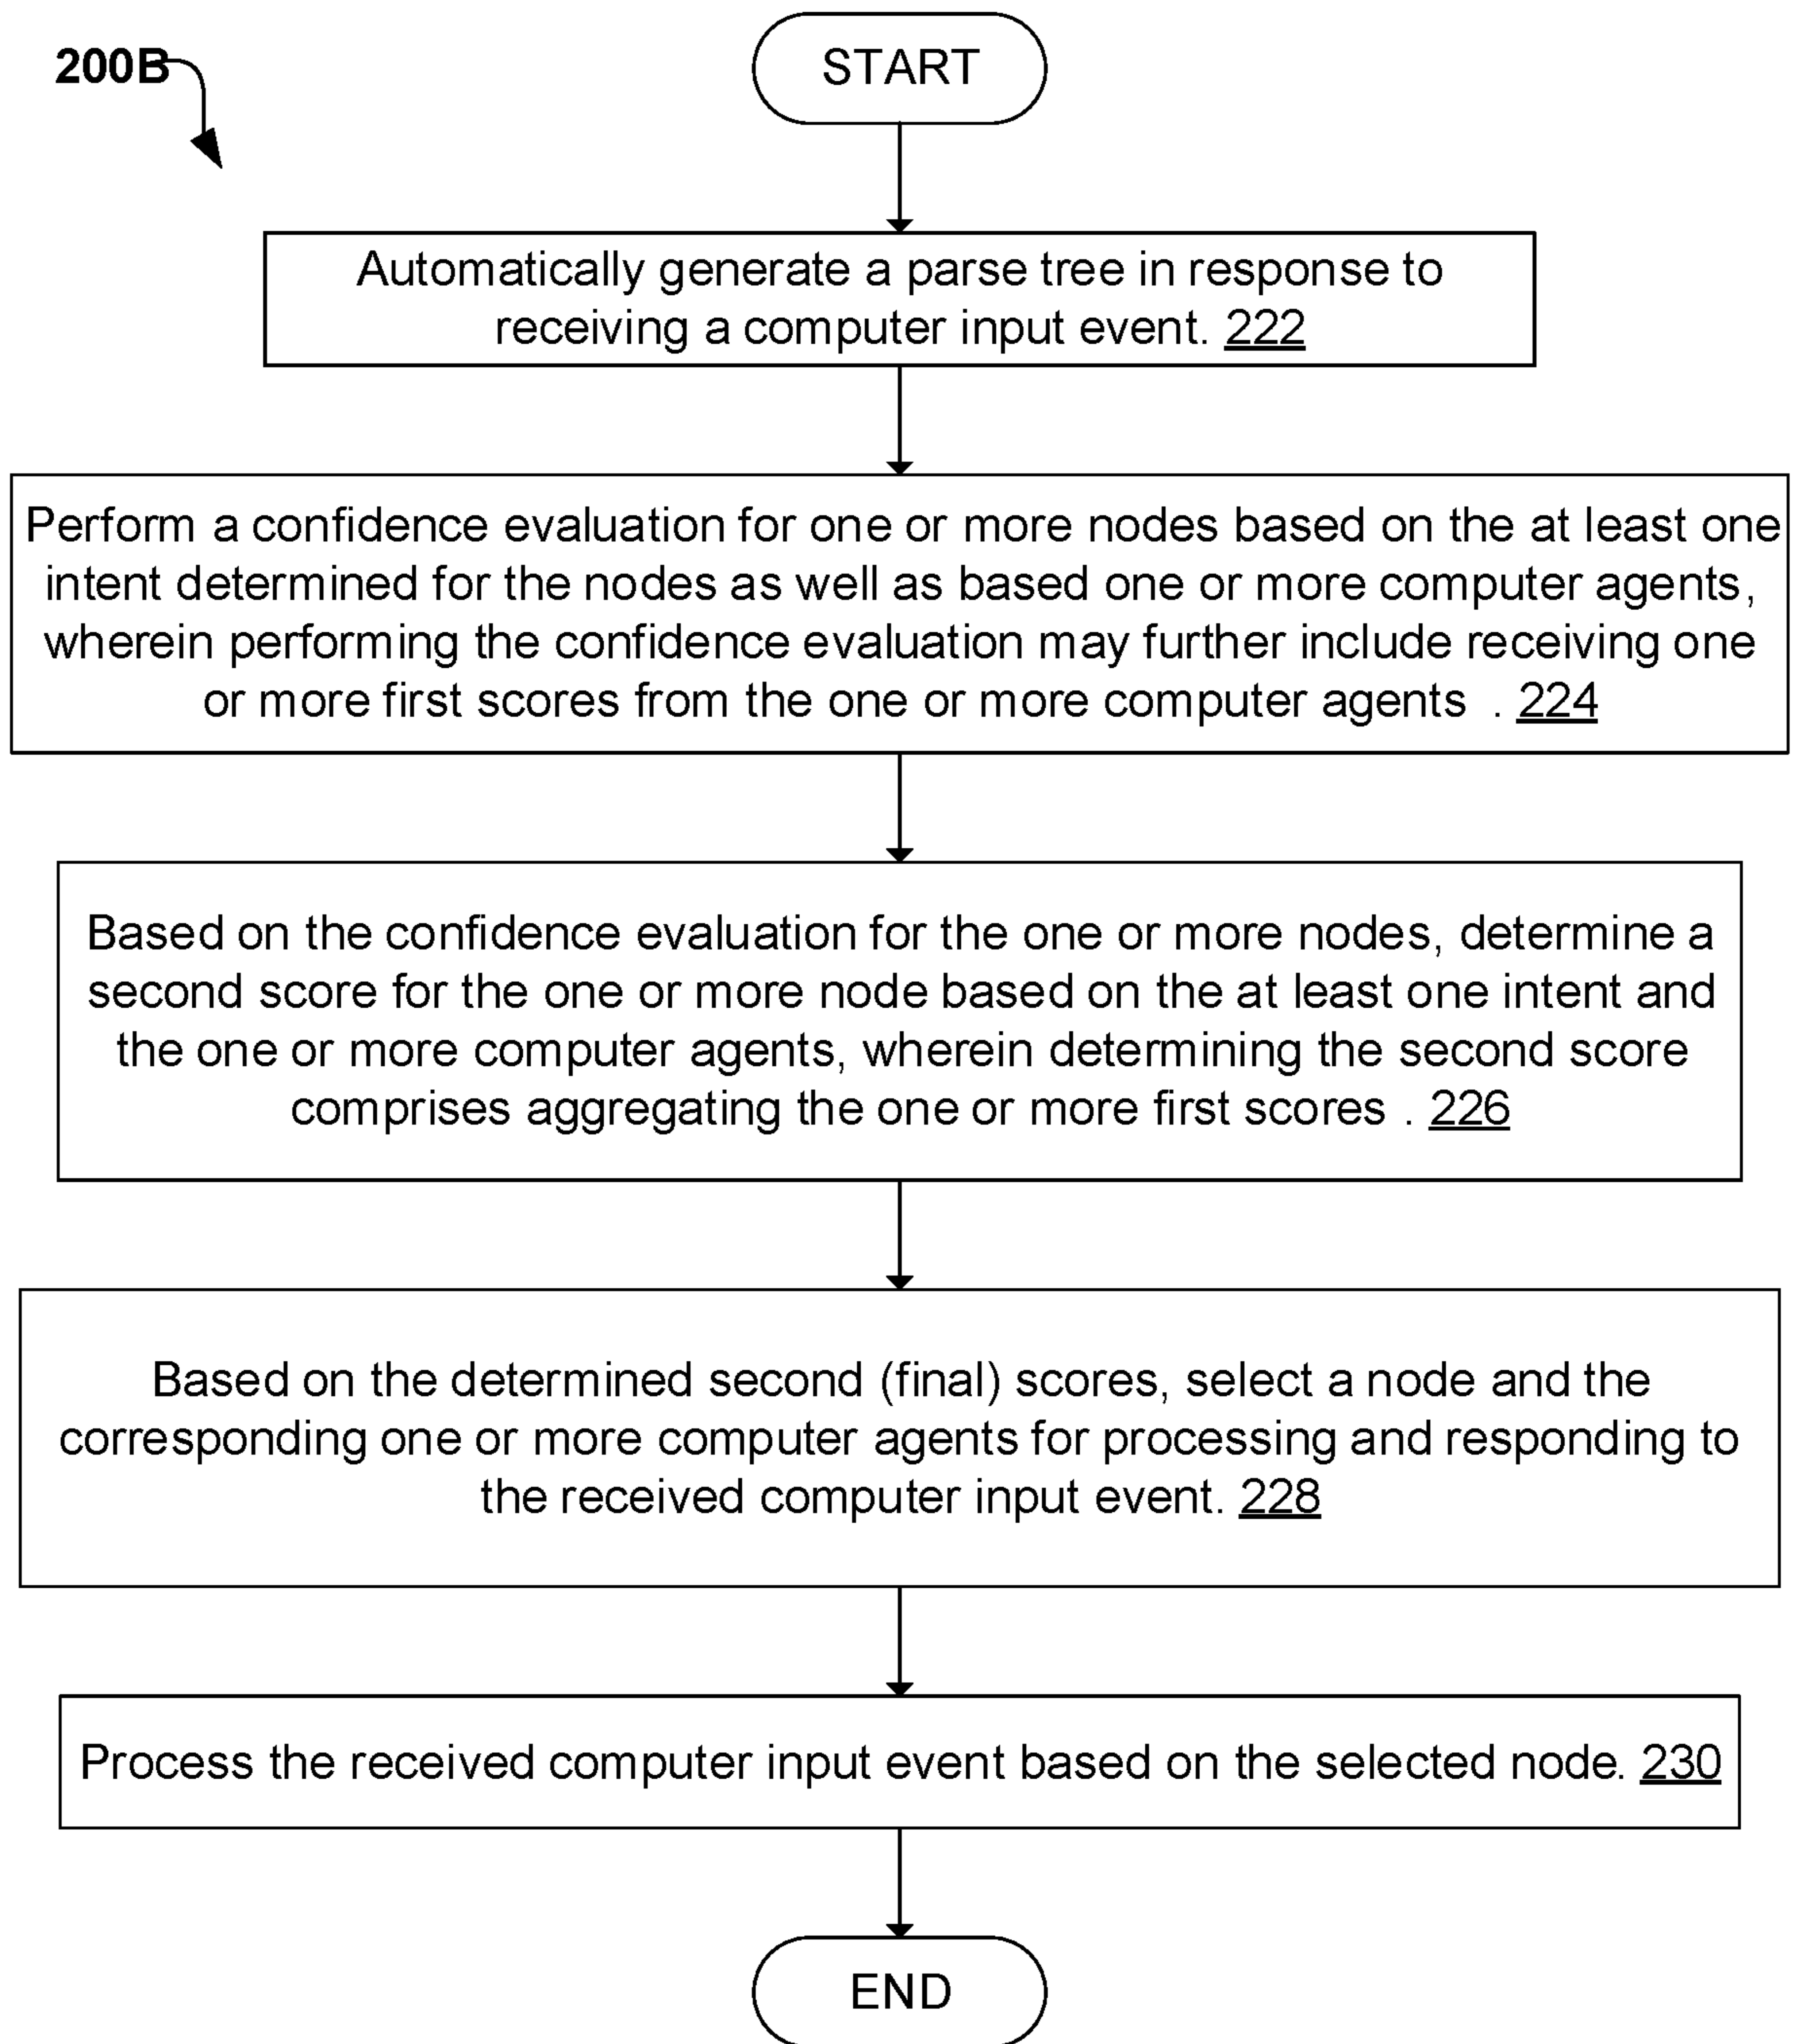 200B
START
Automatically generate a parse tree in response to
receiving a computer input event. 222
Perform a confidence evaluation for one or more nodes based on the at least one
intent determined for the nodes as well as based one or more computer agents,
wherein performing the confidence evaluation may further include receiving one
or more first scores from the one or more computer agents . 224
Based on the confidence evaluation for the one or more nodes, determine a
second score for the one or more node based on the at least one intent and
the one or more computer agents, wherein determining the second score
comprises aggregating the one or more first scores . 226
Based on the determined second (final) scores, select a node and the
corresponding one or more computer agents for processing and responding to
the received computer input event. 228
Process the received computer input event based on the selected node. 230
END